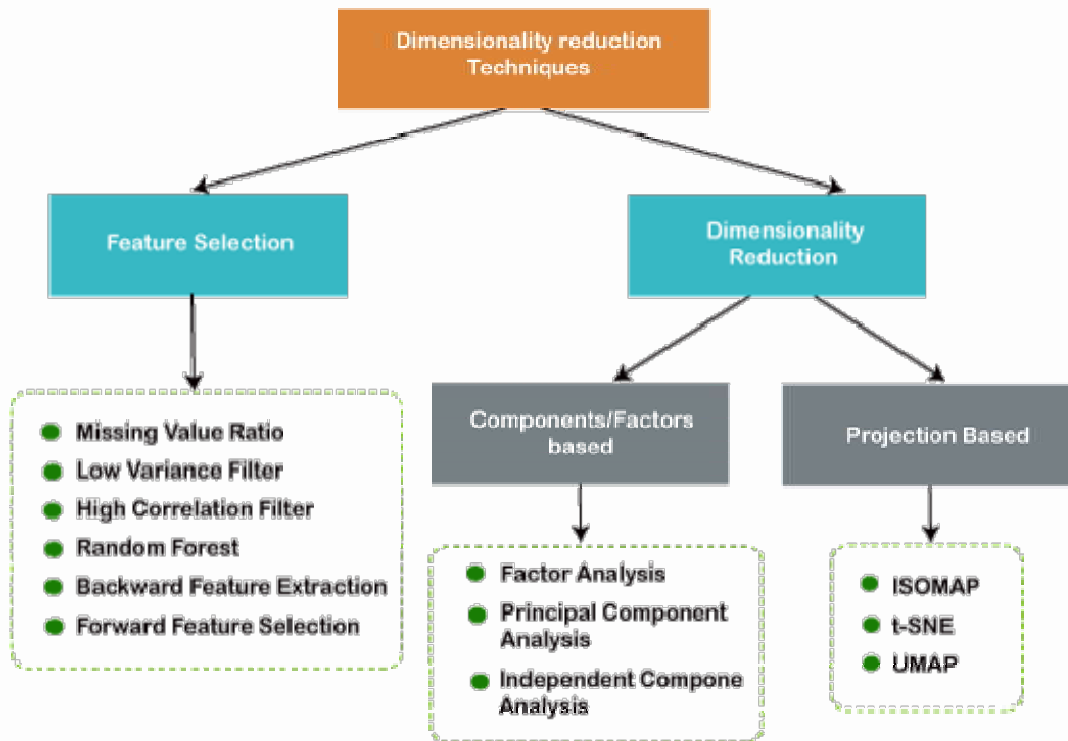 Dimensionality reduction
Techniques
Feature Selection
Dimensionality
Reduction
Missing Value Ratio
Low Variance Filter
High Correlation Filter
Random Forest
Backward Feature Extraction
Forward Feature Selection
Components/Factors
based
Projection Based
Factor Analysis
Principal Component
Analysis
Independent Compone
Analysis
ISOMAP
t-SNE
UMAP